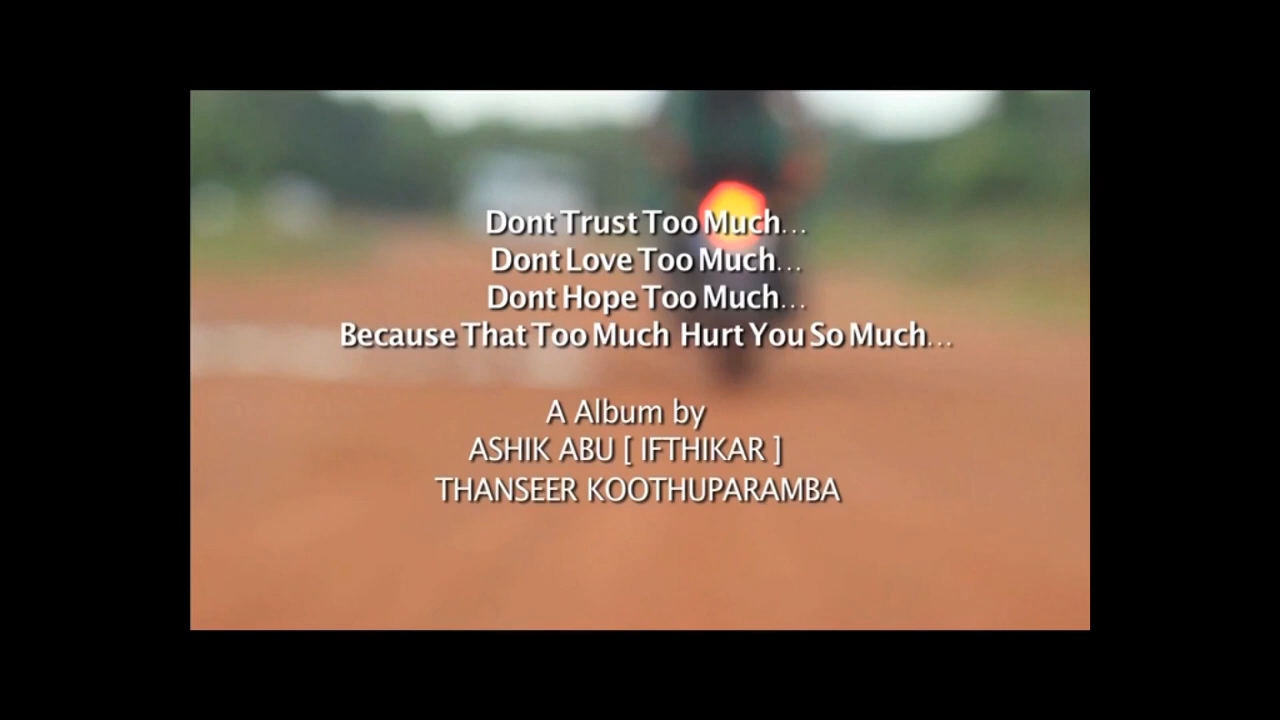 Dont Trust Too Much...
Dont Love Too Much...
Dont Hope Too Much...
Because That Too Much Hurt You So Much...
A Album by
ASHIK ABU [ IFTHIKAR ]
THANSEER KOOTHUPARAMBA